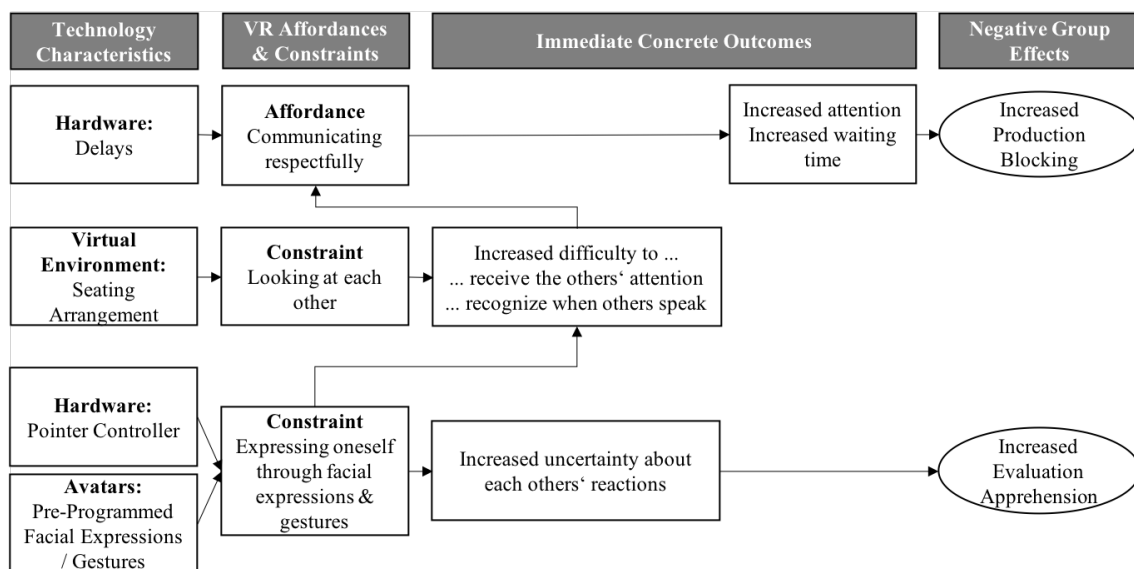 Technology
Characteristics
VR Affordances
& Constraints
Immediate Concrete Outcomes
Negative Group
Effects
Hardware:
Delays
Affordance
Communicating
respectfully
Increased attention
Increased waiting
time
Increased
Production
Blocking
Virtual
Environment:
Seating
Arrangement
Constraint
Looking at each
other
Increased difficulty to ...
... receive the others‘ attention
... recognize when others speak
Hardware:
Pointer Controller
Avatars:
Pre-Programmed
Facial Expressions
/ Gestures
Constraint
Expressing oneself
through facial
expressions &
gestures
Increased uncertainty about
each others‘ reactions
Increased
Evaluation
Apprehension